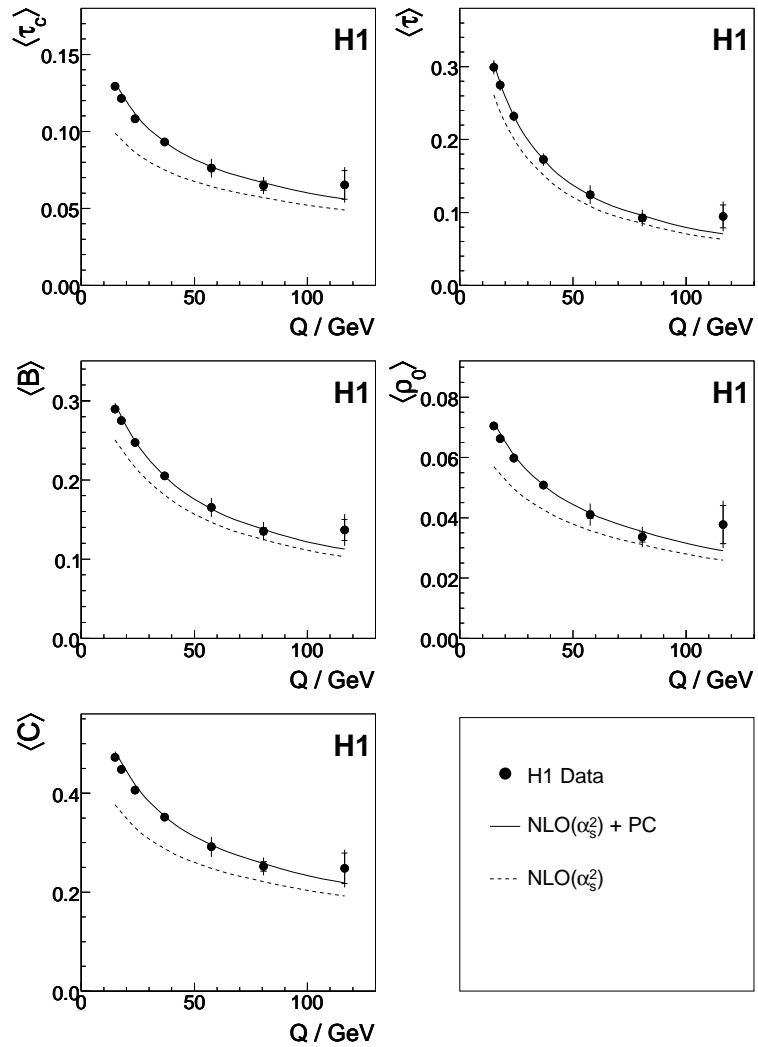 ⟨τc⟩
H1
0.15
0.10
0.05
0.00
0
50
100
Q / GeV
⟨τ⟩
H1
0.3
0.2
0.1
0.0
0
50
100
Q / GeV
⟨B⟩
H1
0.3
0.2
0.1
0.0
0
50
100
Q / GeV
⟨ρ0⟩
H1
0.08
0.06
0.04
0.02
0.00
0
50
100
Q / GeV
⟨C⟩
H1
0.4
0.2
0.0
0
50
100
Q / GeV
H1 Data
NLO(αs²) + PC
NLO(αs²)